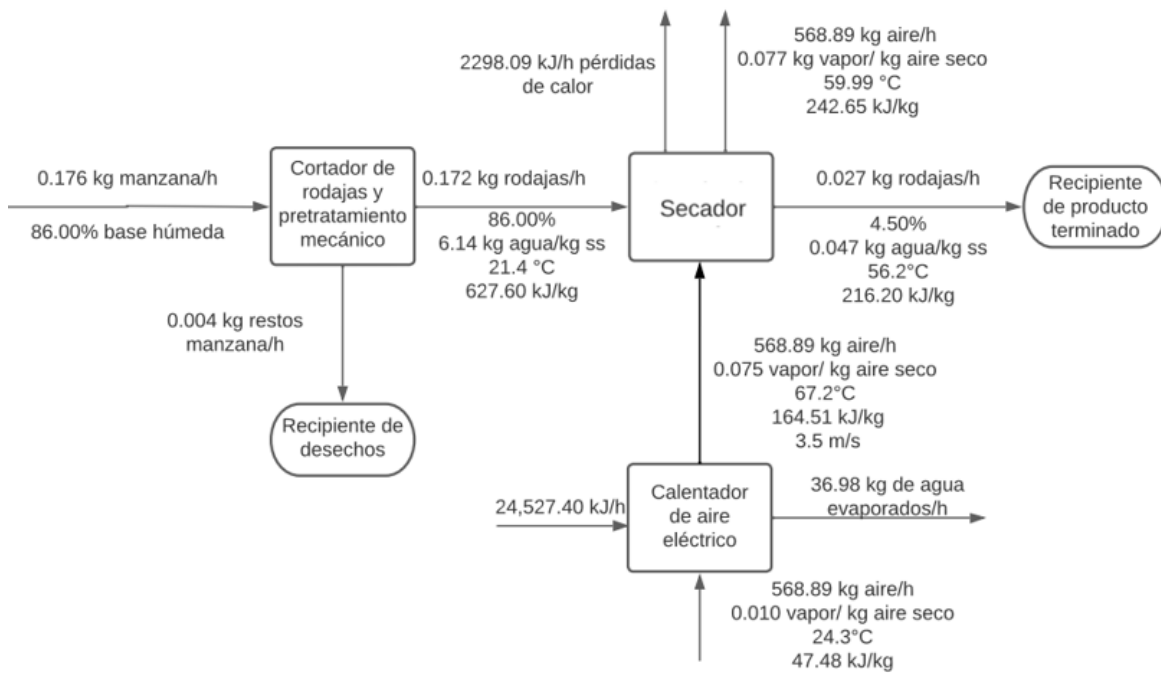 2298.09 kJ/h pérdidas
de calor
568.89 kg aire/h
0.077 kg vapor/ kg aire seco
59.99 °C
242.65 kJ/kg
0.176 kg manzana/h
86.00% base húmeda
Cortador de
rodajas y
pretratamiento
mecánico
0.172 kg rodajas/h
86.00%
6.14 kg agua/kg ss
21.4 °C
627.60 kJ/kg
Secador
0.027 kg rodajas/h
4.50%
0.047 kg agua/kg ss
56.2°C
216.20 kJ/kg
Recipiente
de producto
terminado
0.004 kg restos
manzana/h
Recipiente de
desechos
568.89 kg aire/h
0.075 vapor/ kg aire seco
67.2°C
164.51 kJ/kg
3.5 m/s
24,527.40 kJ/h
Calentador
de aire
eléctrico
36.98 kg de agua
evaporados/h
568.89 kg aire/h
0.010 vapor/ kg aire seco
24.3°C
47.48 kJ/kg